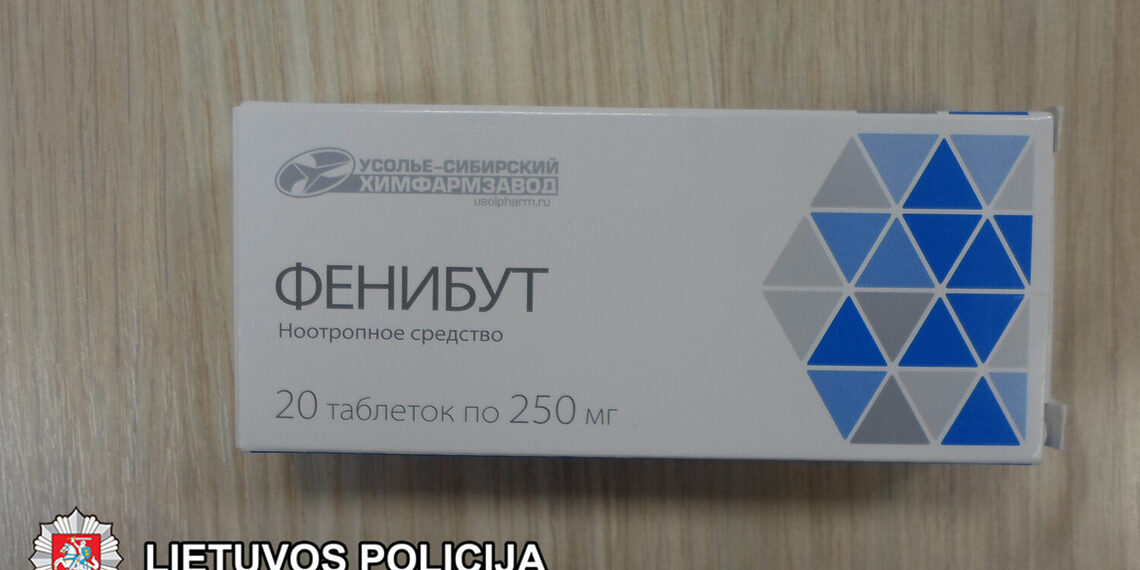 УСОЛЬЕ-СИБИРСКИЙ
ХИМФАРМЗАВОД
usolpharm.ru
ФЕНИБУТ
Ноотропное средство
20 таблеток по 250 мг
LIETUVOS POLICIJA